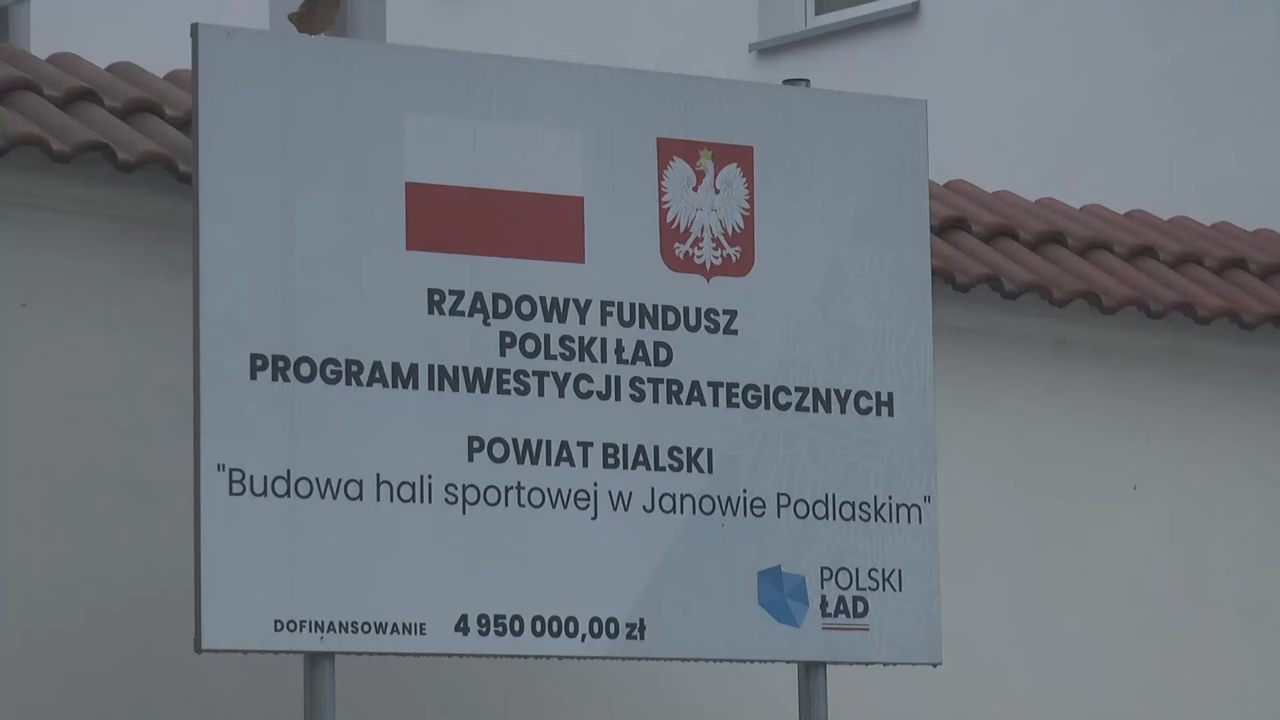 RZĄDOWY FUNDUSZ
POLSKI ŁAD
PROGRAM INWESTYCJI STRATEGICZNYCH
POWIAT BIALSKI
"Budowa hali sportowej w Janowie Podlaskim"
POLSKI
ŁAD
DOFINANSOWANIE 4 950 000,00 zł